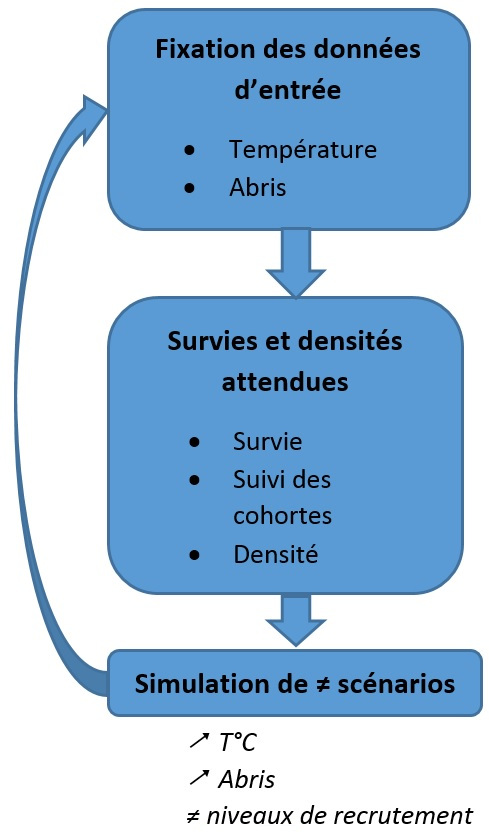 Fixation des données
d’entrée
• Température
• Abris
Survies et densités
attendues
• Survie
• Suivi des
cohortes
• Densité
Simulation de ≠ scénarios
↗ T°C
↗ Abris
≠ niveaux de recrutement